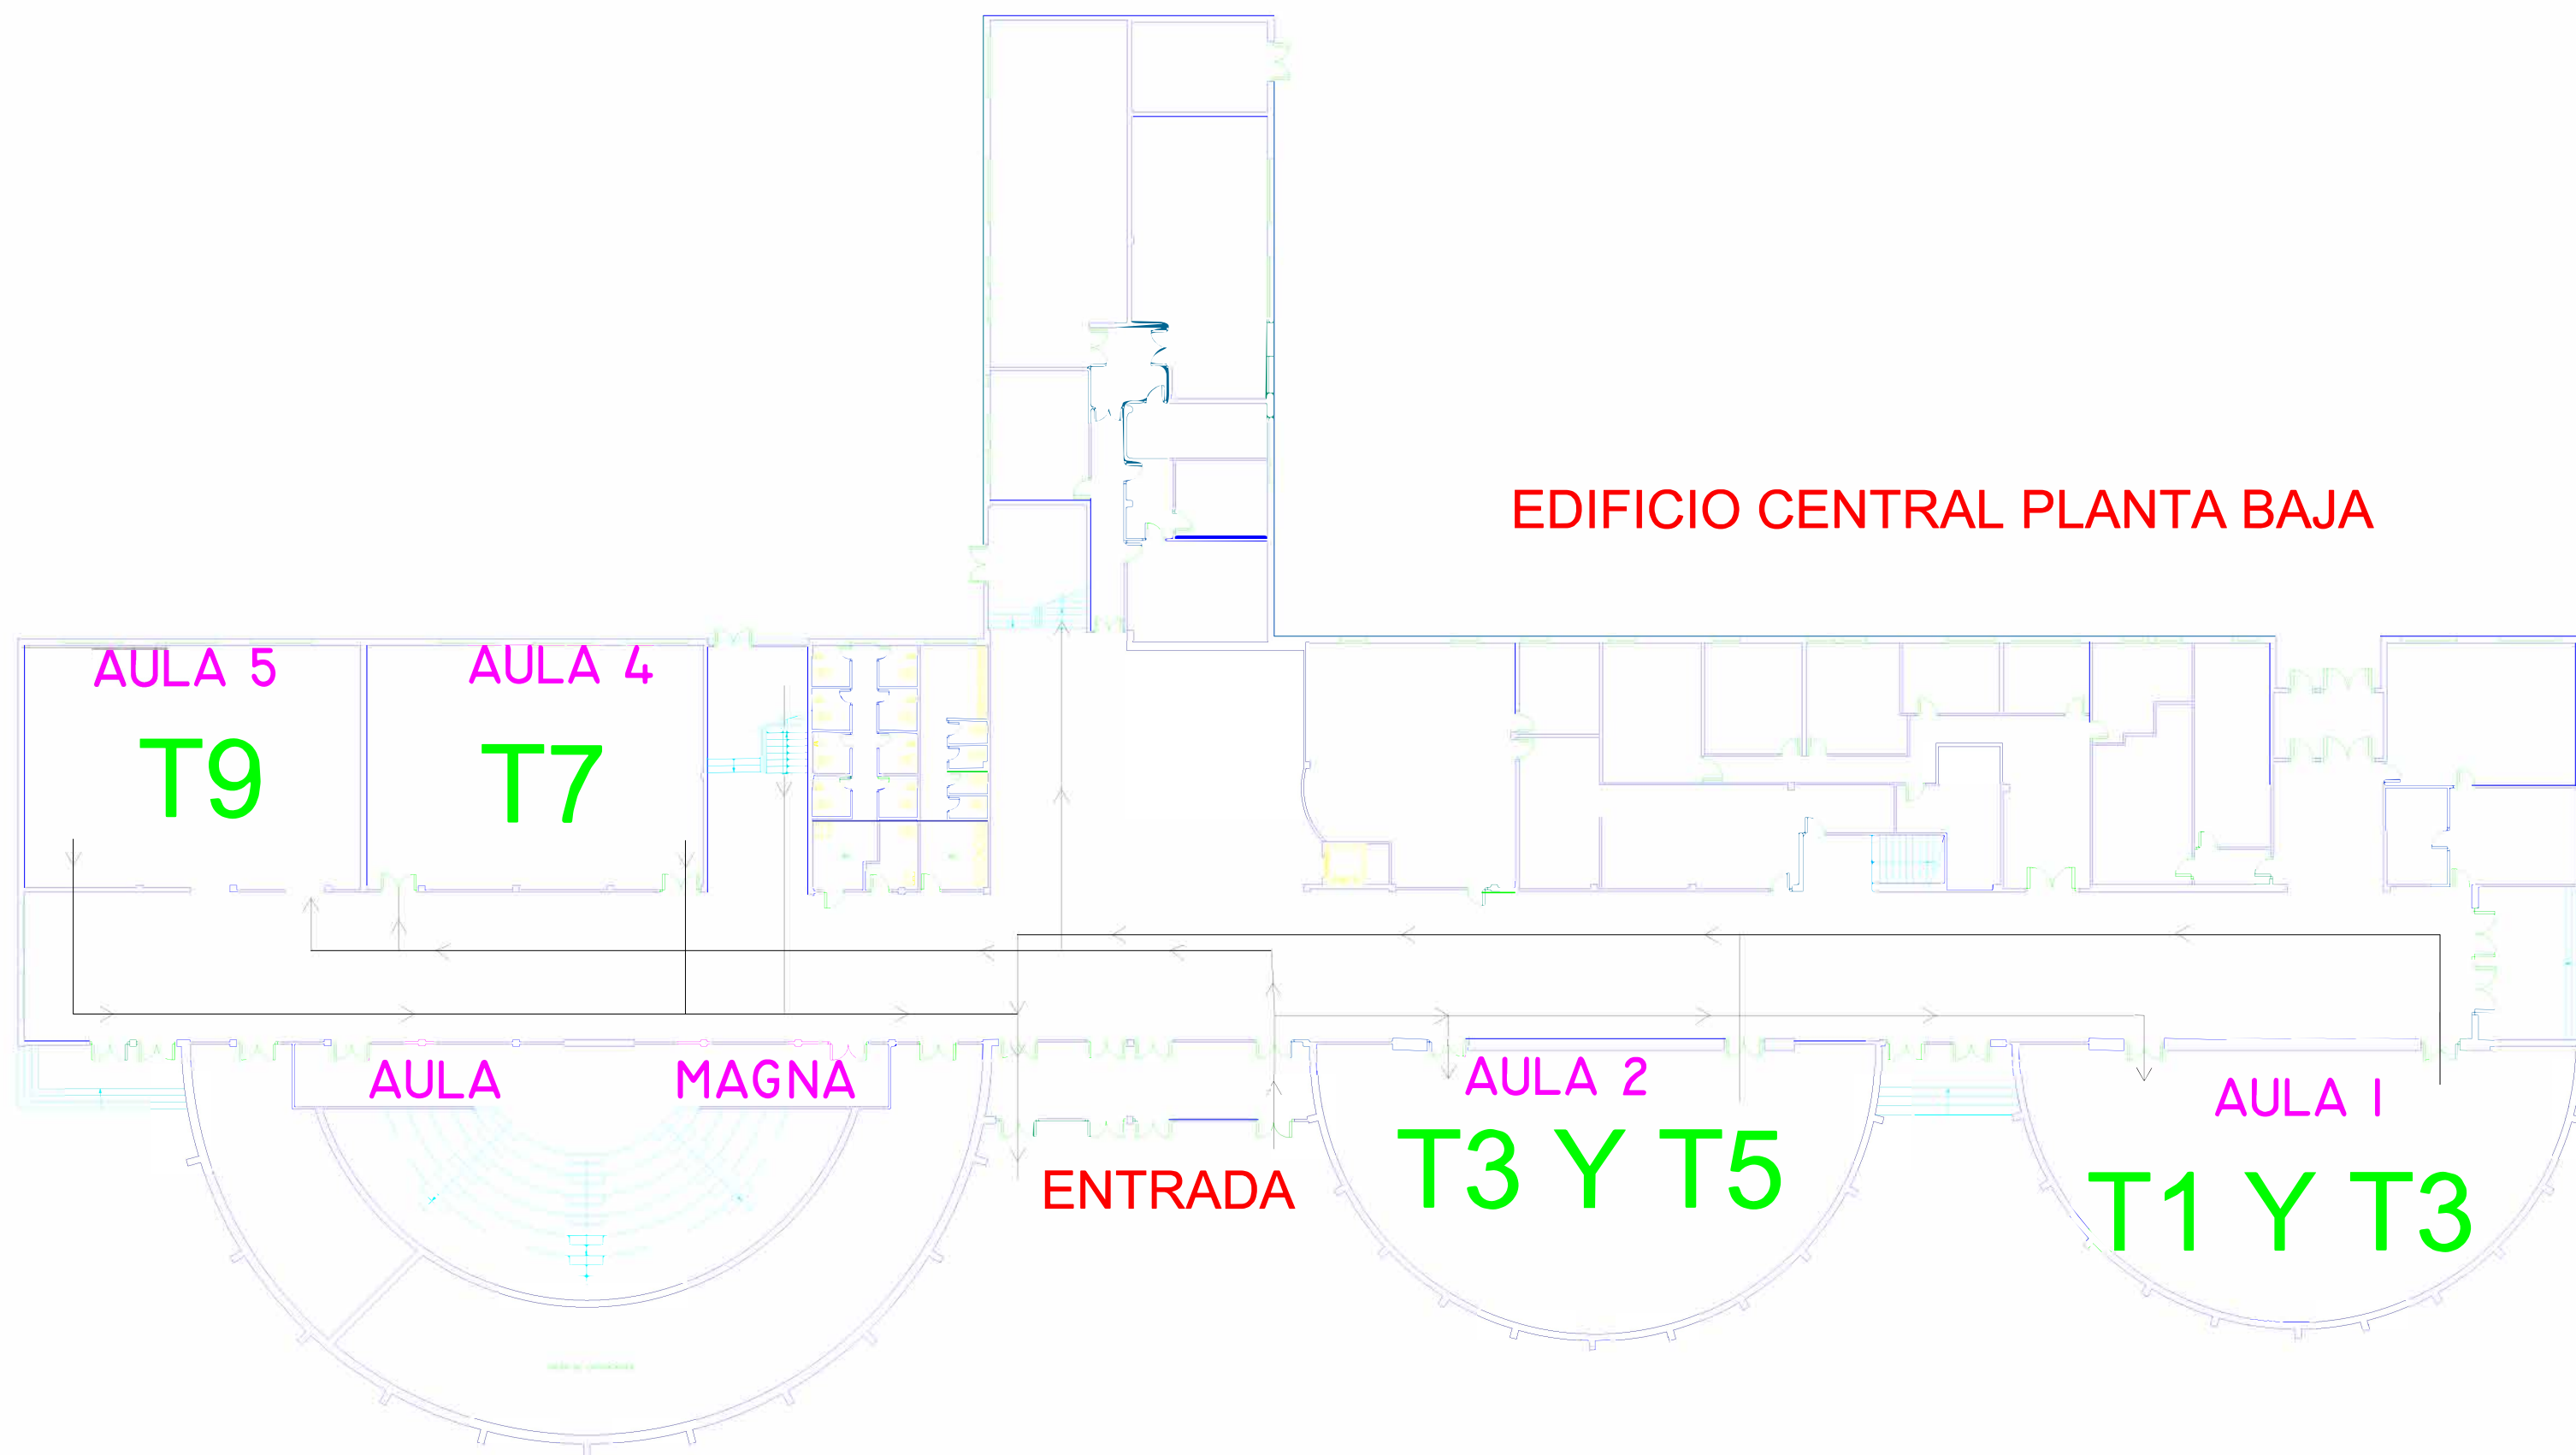 EDIFICIO CENTRAL PLANTA BAJA
AULA 5
AULA 4
T9
T7
AULA MAGNA
AULA 2
AULA 1
T3 Y T5
ENTRADA
T1 Y T3